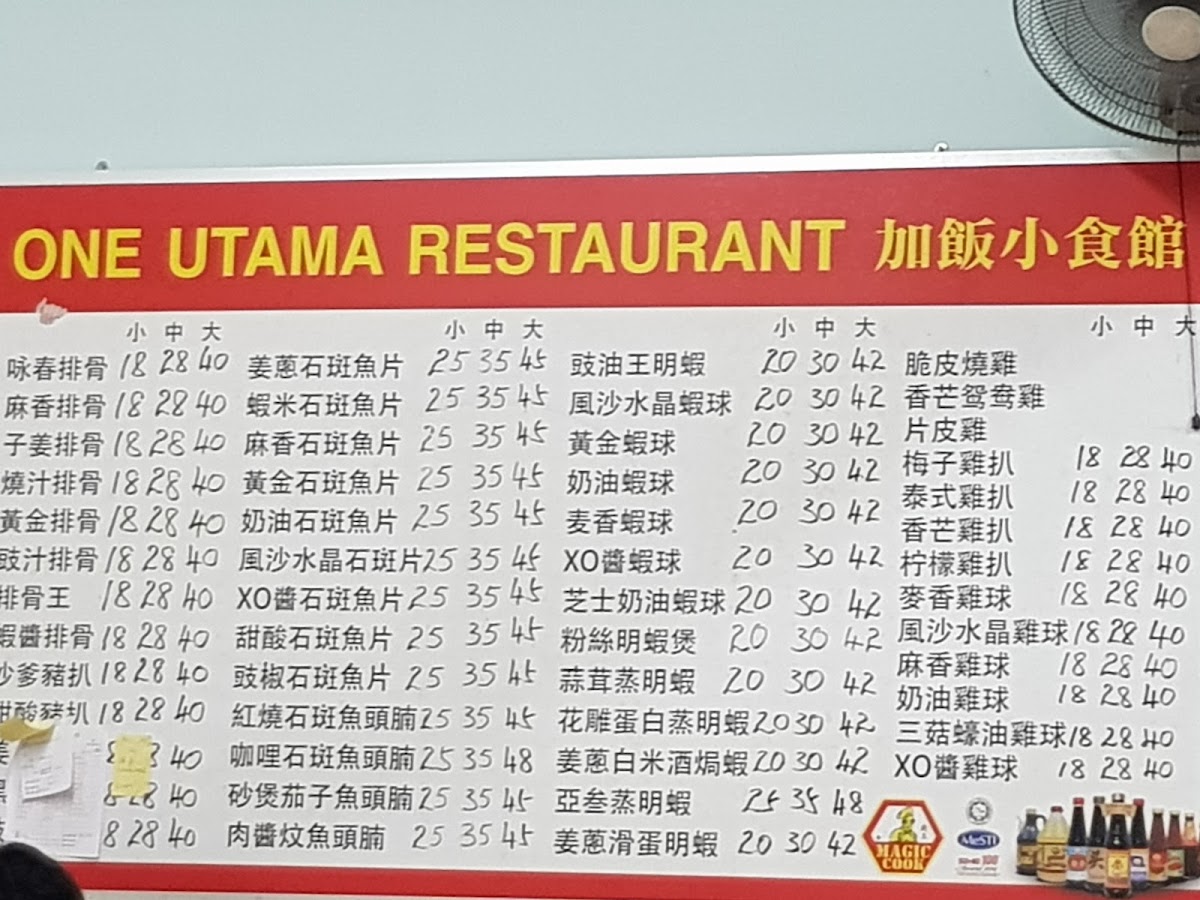 ONE UTAMA RESTAURANT 加飯小食館
小 中 大
咏春排骨 18 28 40
麻香排骨 18 28 40
子姜排骨 18 28 40
燒汁排骨 18 28 40
黃金排骨 18 28 40
豉汁排骨 18 28 40
排骨王 18 28 40
蝦醬排骨 18 28 40
沙爹豬扒 18 28 40
甜酸豬扒 18 28 40
28 40
28 40
8 28 40
小 中 大
姜蔥石斑魚片 25 35 45
蝦米石斑魚片 25 35 45
麻香石斑魚片 25 35 45
黃金石斑魚片 25 35 45
奶油石斑魚片 25 35 45
風沙水晶石斑片 25 35 45
XO醬石斑魚片 25 35 45
甜酸石斑魚片 25 35 45
豉椒石斑魚片 25 35 45
紅燒石斑魚頭腩 25 35 45
咖哩石斑魚頭腩 25 35 48
砂煲茄子魚頭腩 25 35 45
肉醬炆魚頭腩 25 35 45
小 中 大
豉油王明蝦 20 30 42
風沙水晶蝦球 20 30 42
黃金蝦球 20 30 42
奶油蝦球 20 30 42
麦香蝦球 20 30 42
XO醬蝦球 20 30 42
芝士奶油蝦球 20 30 42
粉絲明蝦煲 20 30 42
蒜茸蒸明蝦 20 30 42
花雕蛋白蒸明蝦 20 30 42
姜蔥白米酒焗蝦 20 30 42
亞叁蒸明蝦 25 35 48
姜蔥滑蛋明蝦 20 30 42
小 中 大
脆皮燒雞
香芒鸳鸯雞
片皮雞
梅子雞扒 18 28 40
泰式雞扒 18 28 40
香芒雞扒 18 28 40
柠檬雞扒 18 28 40
麥香雞球 18 28 40
風沙水晶雞球 18 28 40
麻香雞球 18 28 40
奶油雞球 18 28 40
三菇蠔油雞球 18 28 40
XO醬雞球 18 28 40
MAGIC
COOK
MeSTI